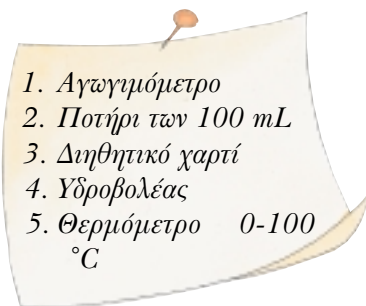 1. Αγωγιμόμετρο
2. Ποτήρι των 100 mL
3. Διηθητικό χαρτί
4. Υδροβολέας
5. Θερμόμετρο 0-100
°C